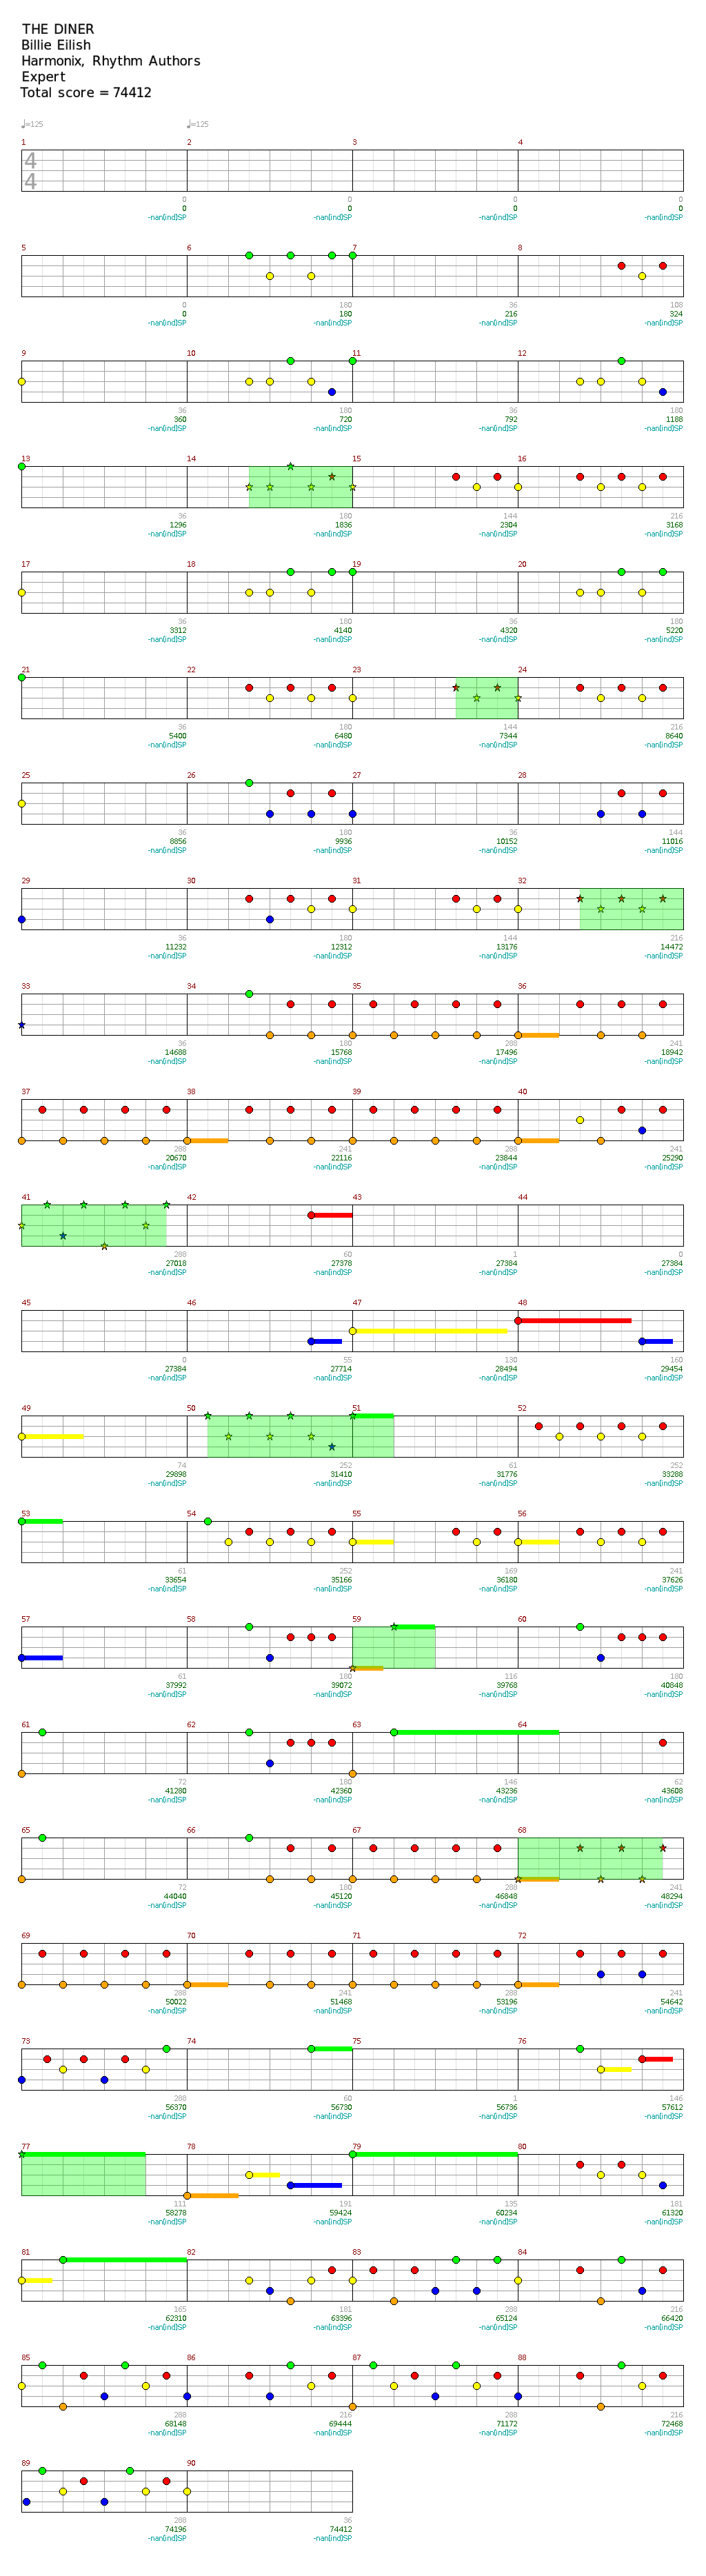 THE DINER
Billie Eilish
Harmonix, Rhythm Authors
Expert
Total score = 74412
♩=125 ♩=125
1 2 3 4
4
4
0 0 0 0
0 0 0 0
-nan(ind)SP -nan(ind)SP -nan(ind)SP -nan(ind)SP
5 6 7 8
0 180 36 108
0 180 216 324
-nan(ind)SP -nan(ind)SP -nan(ind)SP -nan(ind)SP
9 10 11 12
36 180 36 180
360 720 792 1188
-nan(ind)SP -nan(ind)SP -nan(ind)SP -nan(ind)SP
13 14 15 16
36 180 144 216
1296 1836 2304 3168
-nan(ind)SP -nan(ind)SP -nan(ind)SP -nan(ind)SP
17 18 19 20
36 180 36 180
3312 4140 4320 5220
-nan(ind)SP -nan(ind)SP -nan(ind)SP -nan(ind)SP
21 22 23 24
36 180 144 216
5400 6480 7344 8640
-nan(ind)SP -nan(ind)SP -nan(ind)SP -nan(ind)SP
25 26 27 28
36 180 36 144
8856 9936 10152 11016
-nan(ind)SP -nan(ind)SP -nan(ind)SP -nan(ind)SP
29 30 31 32
36 180 144 216
11232 12312 13176 14472
-nan(ind)SP -nan(ind)SP -nan(ind)SP -nan(ind)SP
33 34 35 36
36 180 288 241
14688 15768 17496 18942
-nan(ind)SP -nan(ind)SP -nan(ind)SP -nan(ind)SP
37 38 39 40
288 241 288 241
20670 22116 23844 25290
-nan(ind)SP -nan(ind)SP -nan(ind)SP -nan(ind)SP
41 42 43 44
288 60 1 0
27018 27378 27384 27384
-nan(ind)SP -nan(ind)SP -nan(ind)SP -nan(ind)SP
45 46 47 48
0 55 130 160
27384 27714 28494 29454
-nan(ind)SP -nan(ind)SP -nan(ind)SP -nan(ind)SP
49 50 51 52
74 252 61 252
29898 31410 31776 33288
-nan(ind)SP -nan(ind)SP -nan(ind)SP -nan(ind)SP
53 54 55 56
61 252 169 241
33654 35166 36180 37626
-nan(ind)SP -nan(ind)SP -nan(ind)SP -nan(ind)SP
57 58 59 60
61 180 116 180
37992 39072 39768 40848
-nan(ind)SP -nan(ind)SP -nan(ind)SP -nan(ind)SP
61 62 63 64
72 180 146 62
41280 42360 43236 43608
-nan(ind)SP -nan(ind)SP -nan(ind)SP -nan(ind)SP
65 66 67 68
72 180 288 241
44040 45120 46848 48294
-nan(ind)SP -nan(ind)SP -nan(ind)SP -nan(ind)SP
69 70 71 72
288 241 288 241
50022 51468 53196 54642
-nan(ind)SP -nan(ind)SP -nan(ind)SP -nan(ind)SP
73 74 75 76
288 60 1 146
56370 56730 56736 57612
-nan(ind)SP -nan(ind)SP -nan(ind)SP -nan(ind)SP
77 78 79 80
111 191 135 181
58278 59424 60234 61320
-nan(ind)SP -nan(ind)SP -nan(ind)SP -nan(ind)SP
81 82 83 84
165 181 288 216
62310 63396 65124 66420
-nan(ind)SP -nan(ind)SP -nan(ind)SP -nan(ind)SP
85 86 87 88
288 216 288 216
68148 69444 71172 72468
-nan(ind)SP -nan(ind)SP -nan(ind)SP -nan(ind)SP
89 90
288 36
74196 74412
-nan(ind)SP -nan(ind)SP